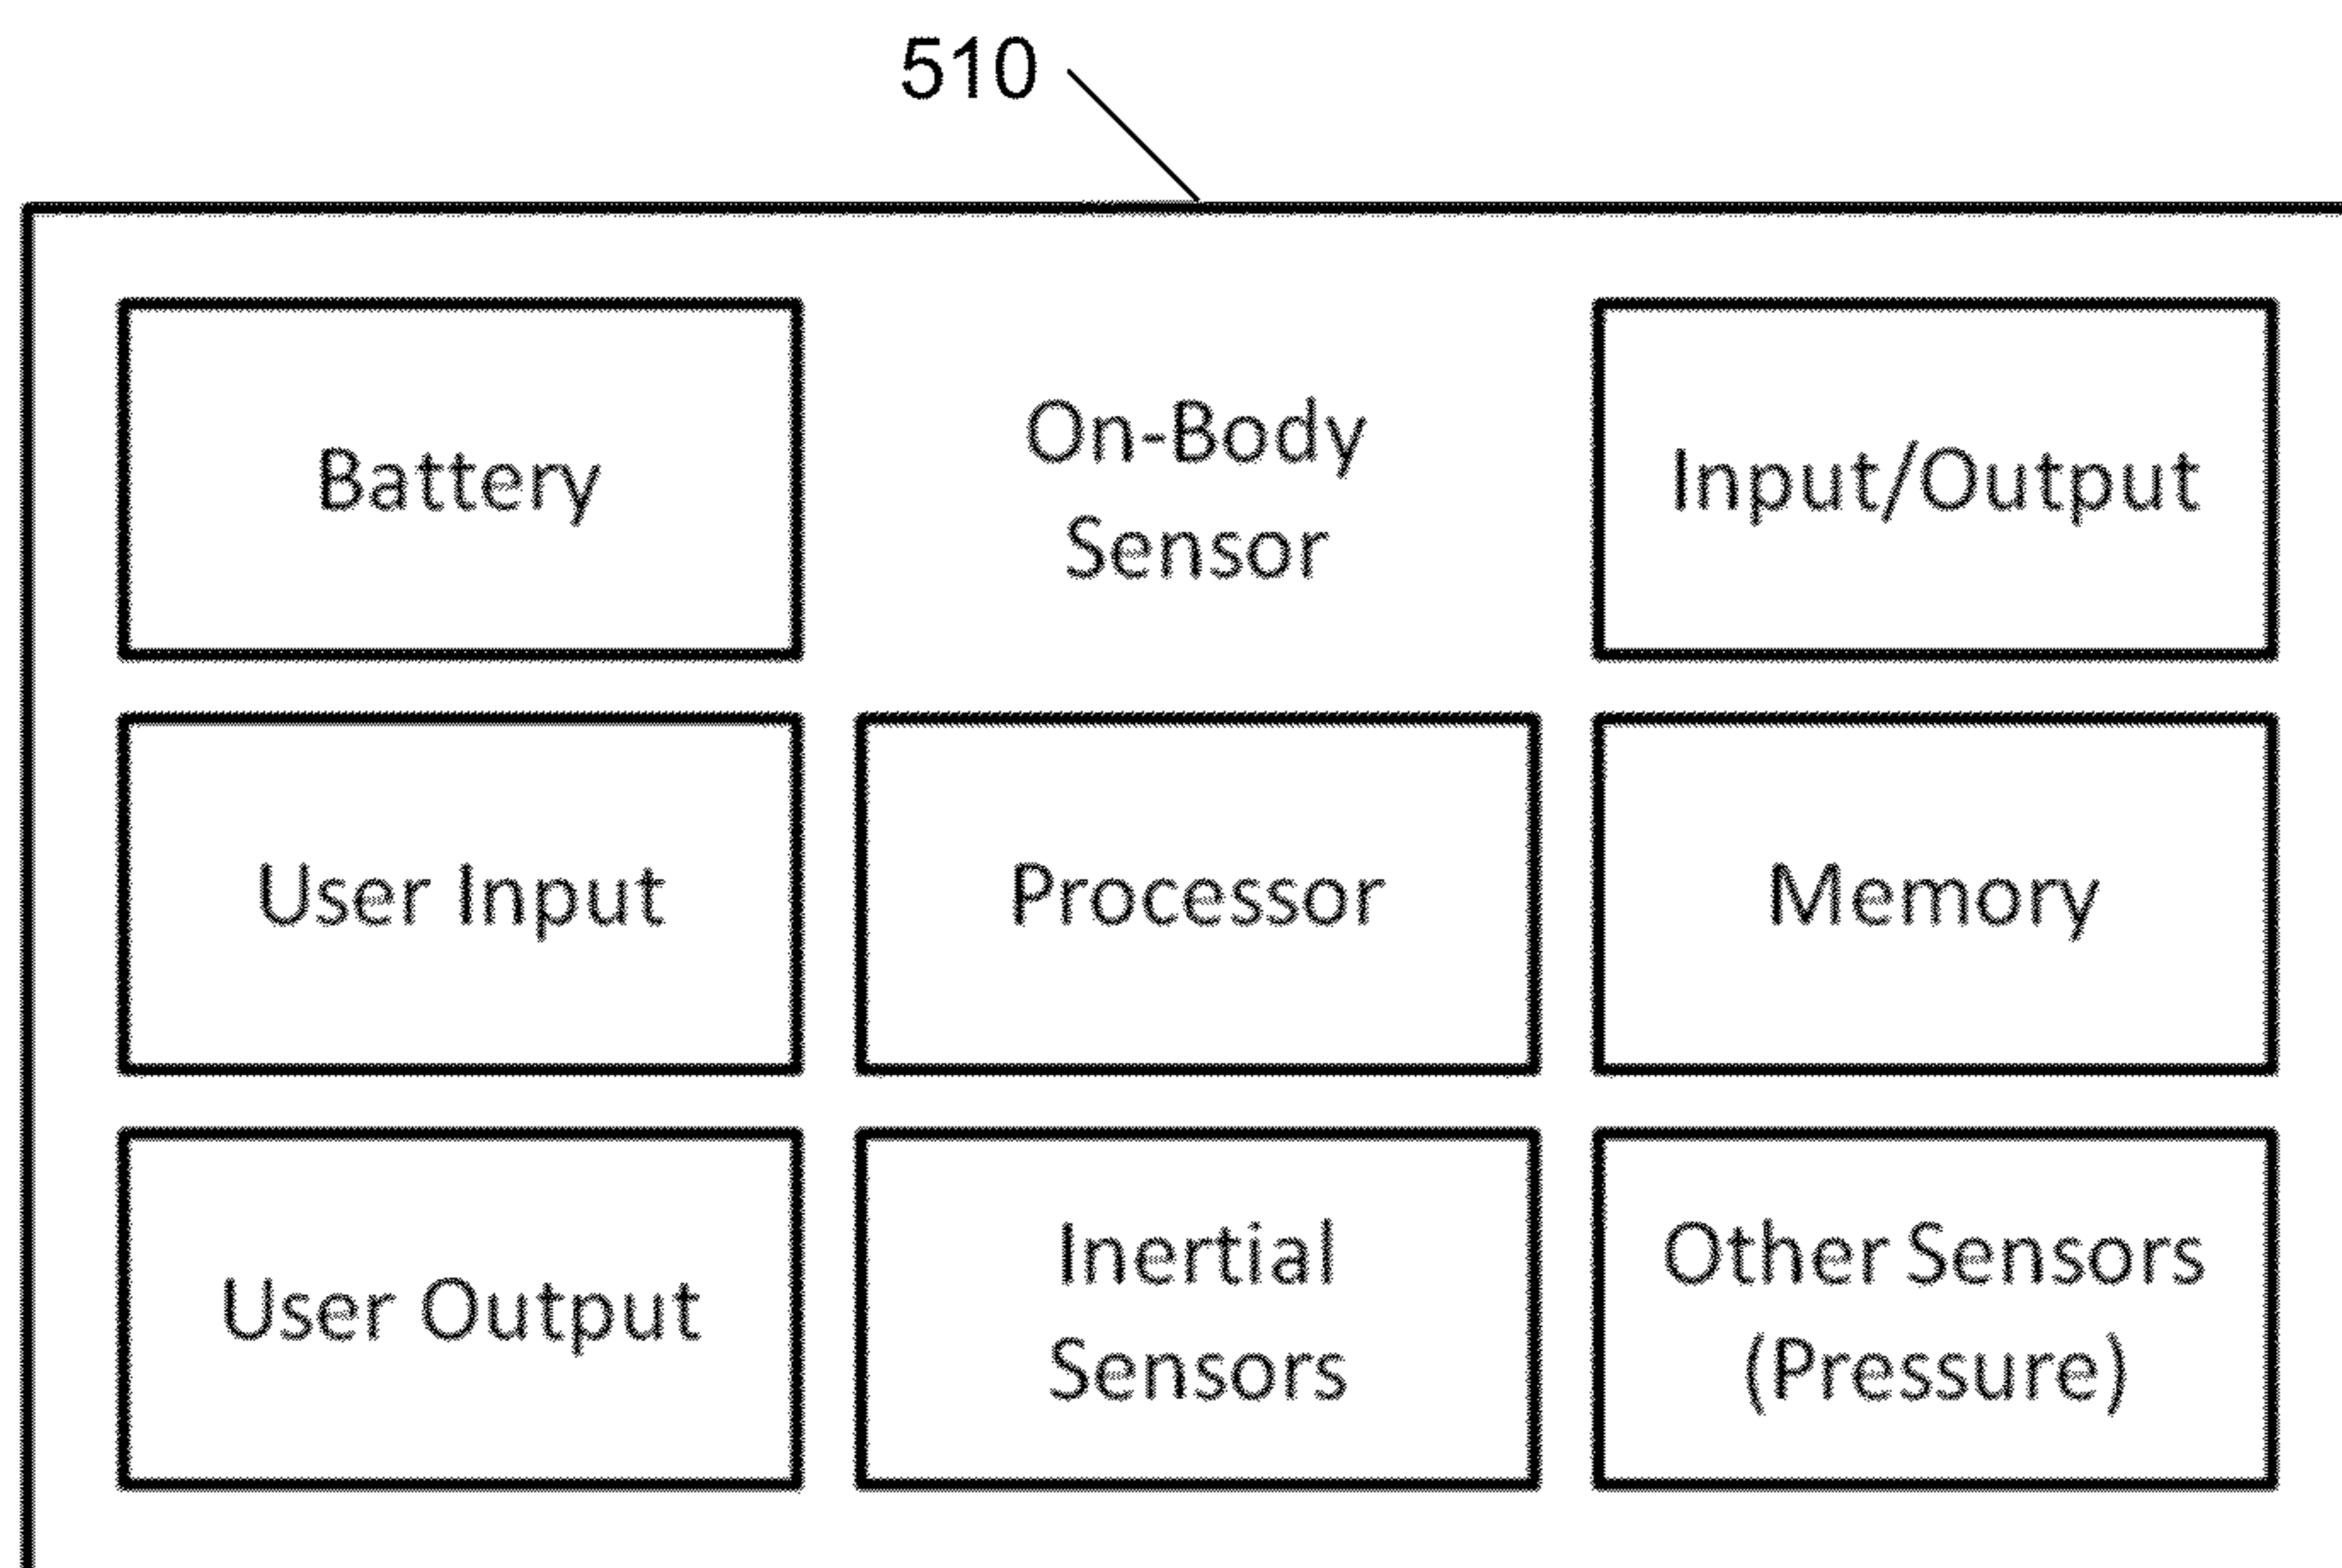 510
Battery
On-Body
Sensor
Input/Output
User Input
Processor
Memory
User Output
Inertial
Sensors
Other Sensors
(Pressure)